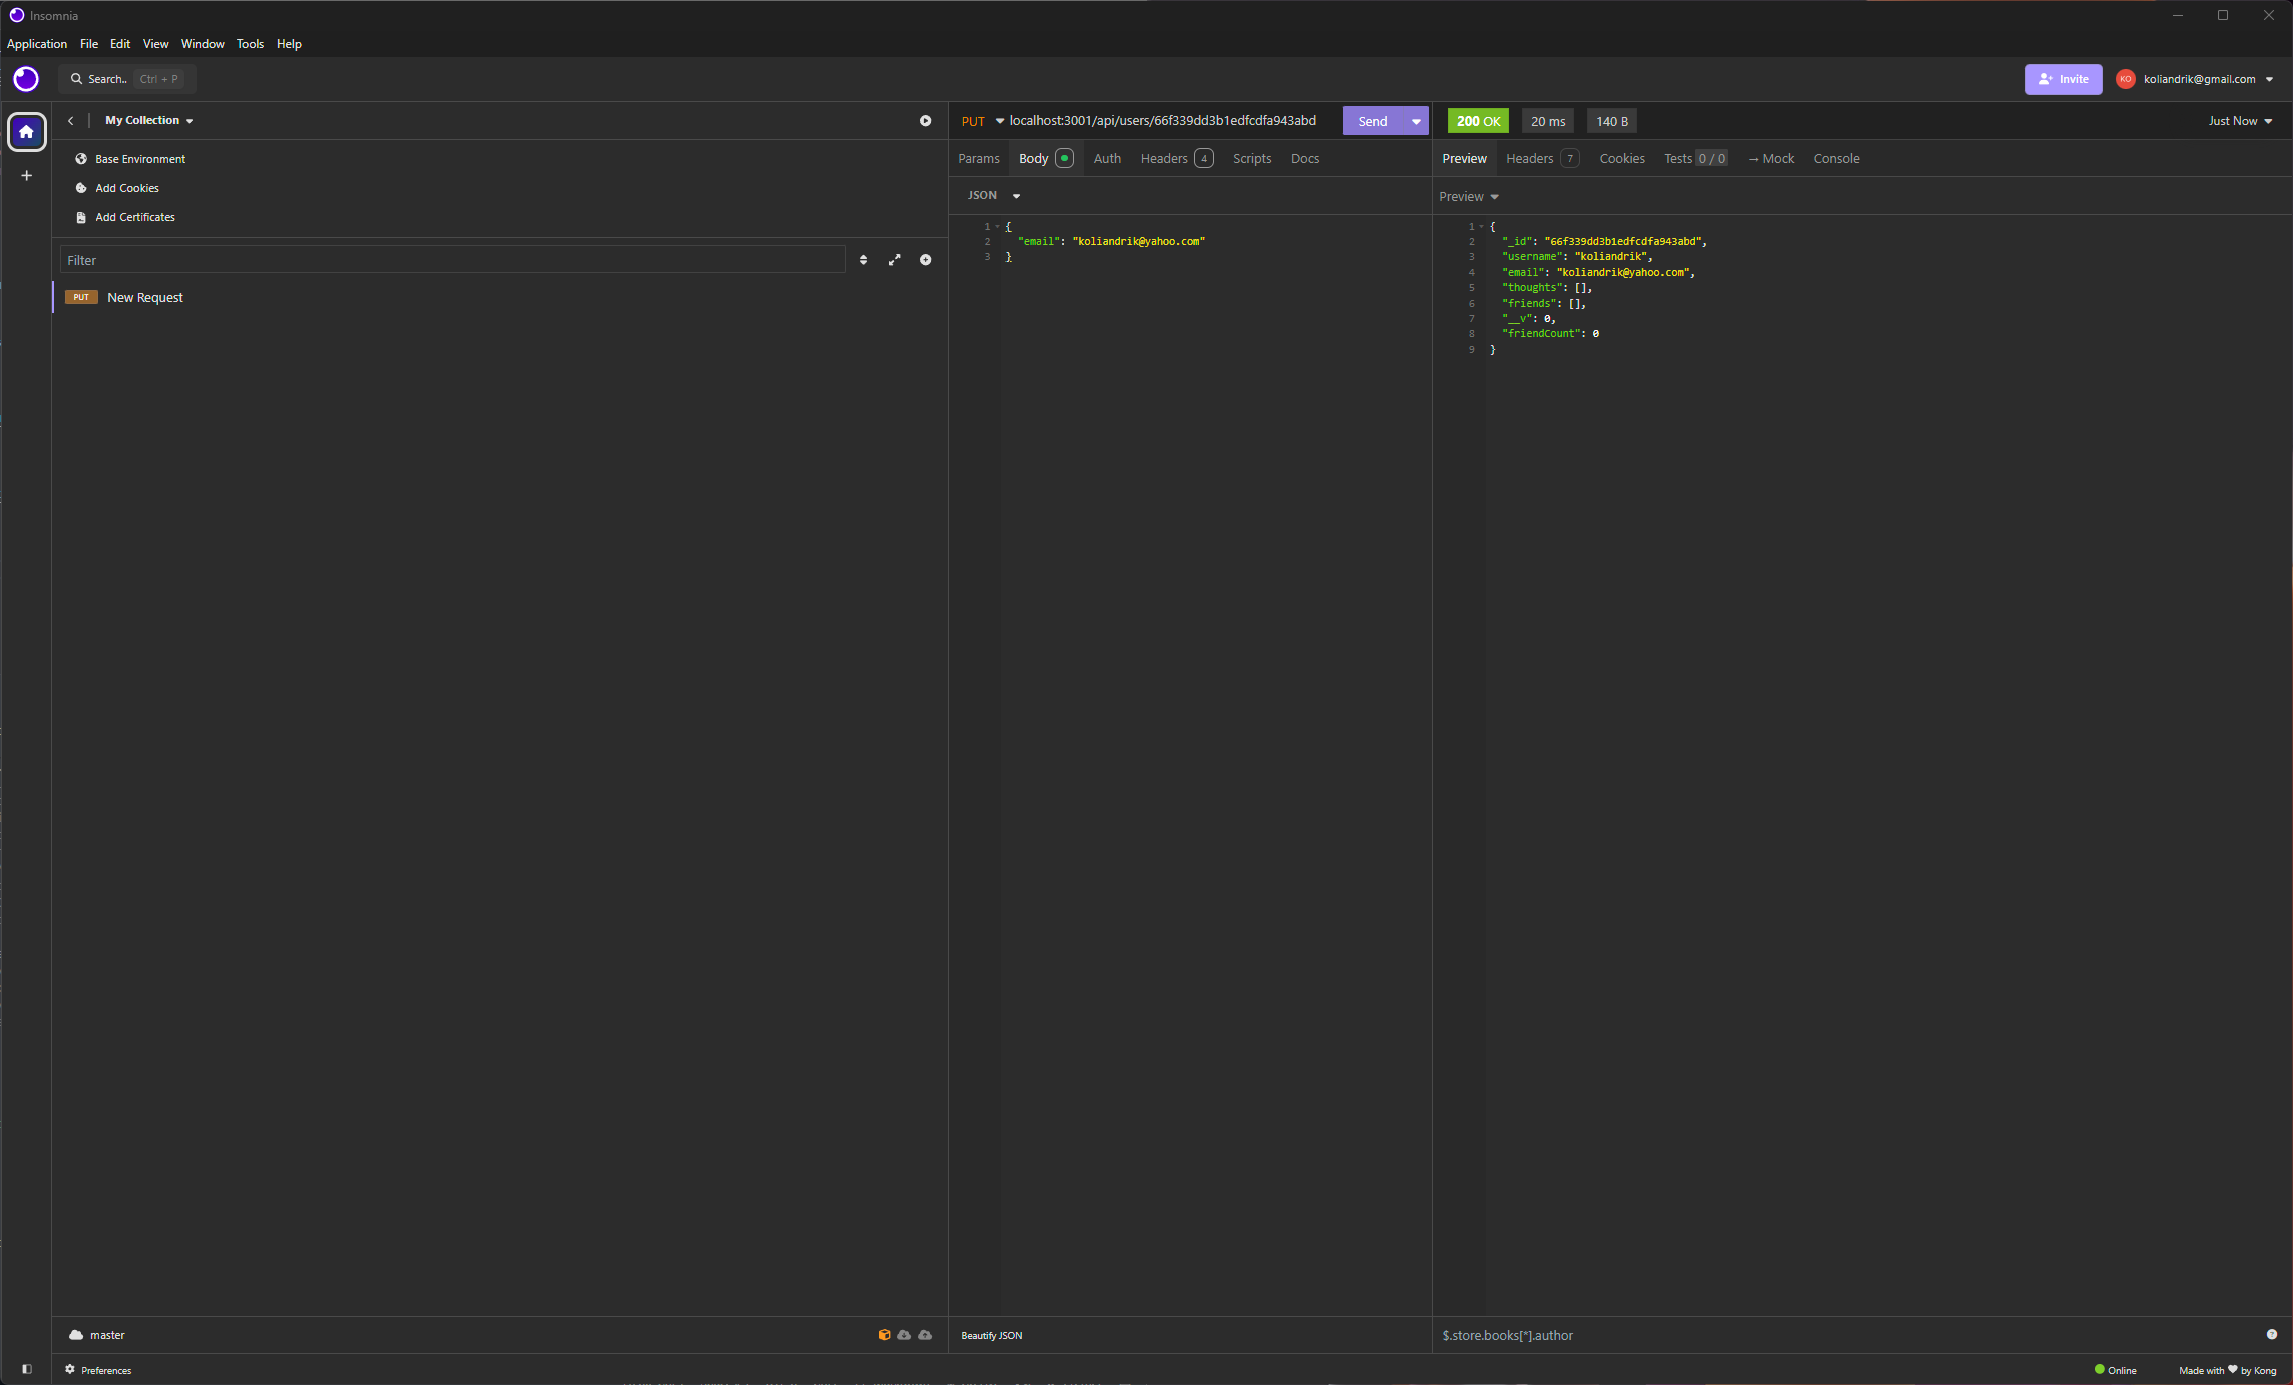 Insomnia
Application File Edit View Window Tools Help
Search.. Ctrl + P
Invite
KO koliandrik@gmail.com
My Collection
Base Environment
Add Cookies
Add Certificates
Filter
PUT New Request
PUT localhost:3001/api/users/66f339dd3b1edfcdfa943abd Send
Params Body Auth Headers 4 Scripts Docs
JSON
1 {
2 "email": "koliandrik@yahoo.com"
3 }
200 OK 20 ms 140 B Just Now
Preview Headers 7 Cookies Tests 0 / 0 → Mock Console
Preview
1 {
2 "_id": "66f339dd3b1edfcdfa943abd",
3 "username": "koliandrik",
4 "email": "koliandrik@yahoo.com",
5 "thoughts": [],
6 "friends": [],
7 "__v": 0,
8 "friendCount": 0
9 }
master
Beautify JSON
$.store.books[*].author
Preferences
Online
Made with ♥ by Kong